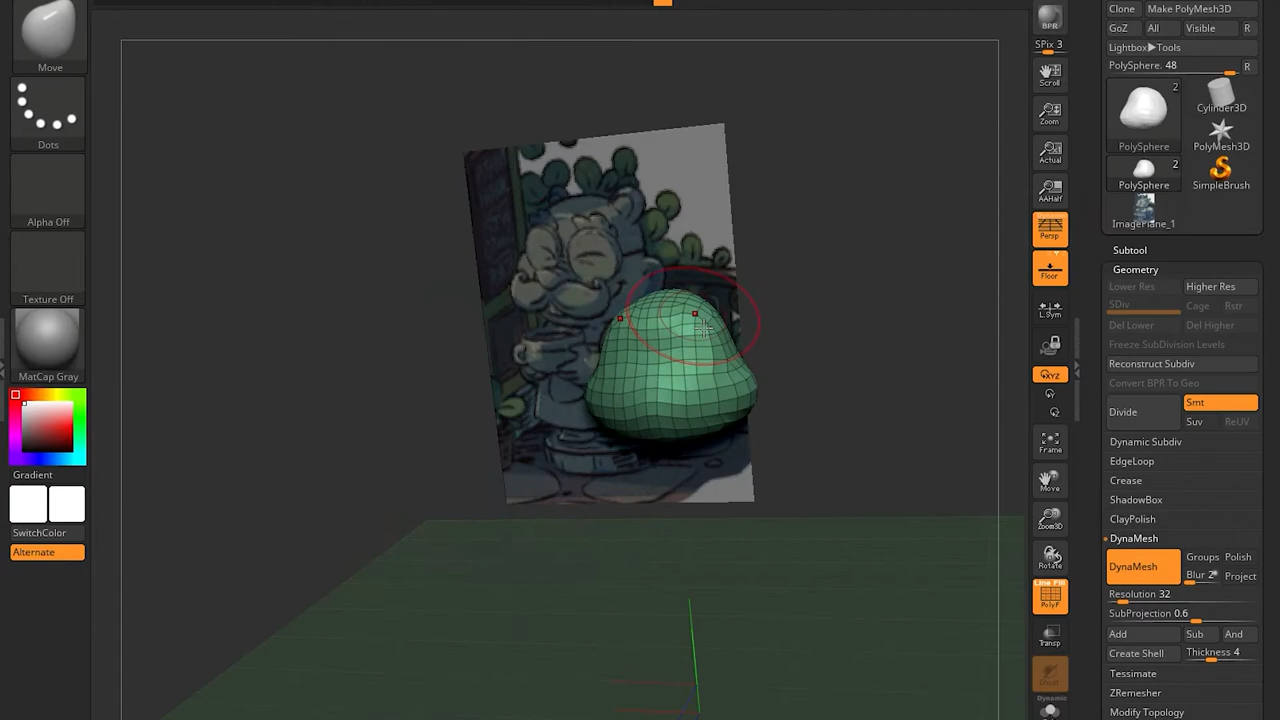 Move
Dots
Alpha Off
Texture Off
MatCap Gray
Gradient
SwitchColor
Alternate
BPR
SPix 3
Scroll
Zoom
Actual
AAHalf
Dynamic
Persp
Floor
L.Sym
XYZ
Frame
Move
Zoom3D
Rotate
Line Fill
PolyF
Transp
Ghost
Dynamic
Clone Make PolyMesh3D
GoZ All Visible R
Lightbox▶Tools
PolySphere. 48 R
2
PolySphere Cylinder3D
PolyMesh3D
2
PolySphere SimpleBrush
ImagePlane_1
Subtool
Geometry
Lower Res Higher Res
SDiv Cage Rstr
Del Lower Del Higher
Freeze SubDivision Levels
Reconstruct Subdiv
Convert BPR To Geo
Divide Smt
Suv ReUV
Dynamic Subdiv
EdgeLoop
Crease
ShadowBox
ClayPolish
DynaMesh
DynaMesh Groups Polish
Blur 2 Project
Resolution 32
SubProjection 0.6
Add Sub And
Create Shell Thickness 4
Tessimate
ZRemesher
Modify Topology